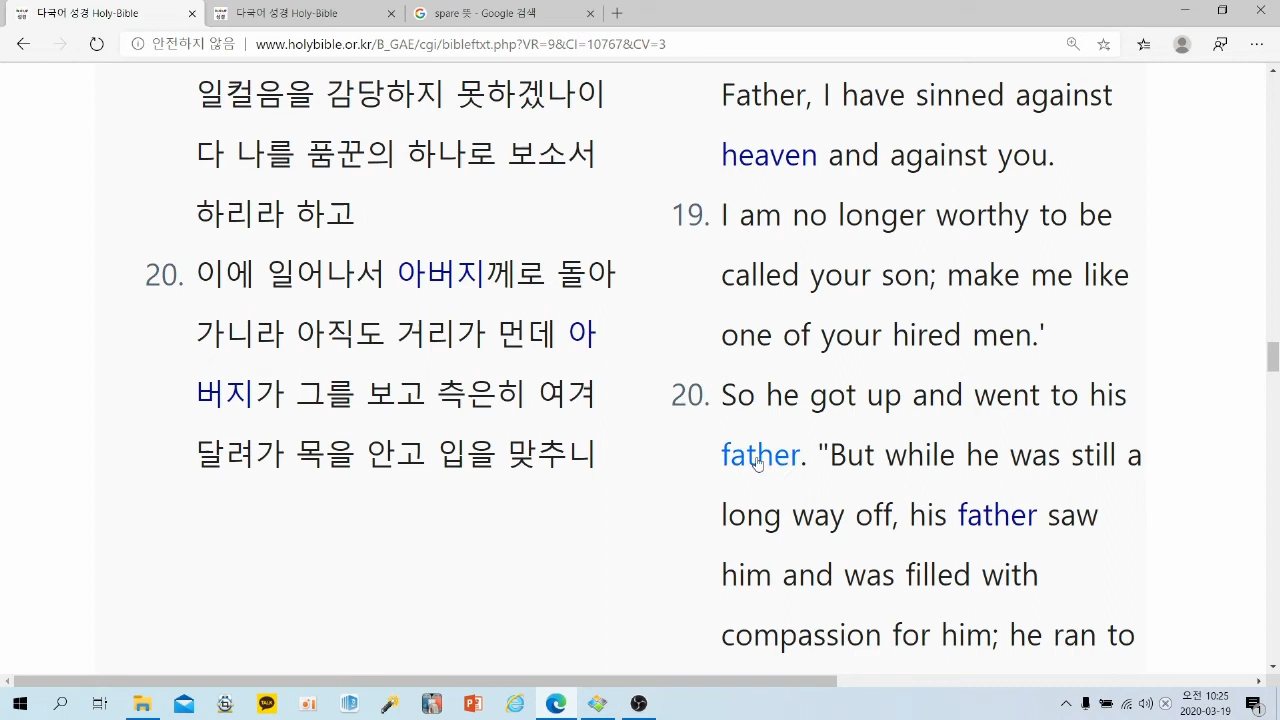 다국어 성경 Holy-Bible
다국어 성경 Holy-Bible
spare 뜻 - Google 검색
안전하지 않음
www.holybible.or.kr/B_GAE/cgi/bibleftxt.php?VR=9&CI=10767&CV=3
일컬음을 감당하지 못하겠나이
다 나를 품꾼의 하나로 보소서
하리라 하고
20. 이에 일어나서 아버지께로 돌아
가니라 아직도 거리가 먼데 아
버지가 그를 보고 측은히 여겨
달려가 목을 안고 입을 맞추니
Father, I have sinned against
heaven and against you.
19. I am no longer worthy to be
called your son; make me like
one of your hired men.'
20. So he got up and went to his
father. "But while he was still a
long way off, his father saw
him and was filled with
compassion for him; he ran to
오전 10:25
2020-03-19